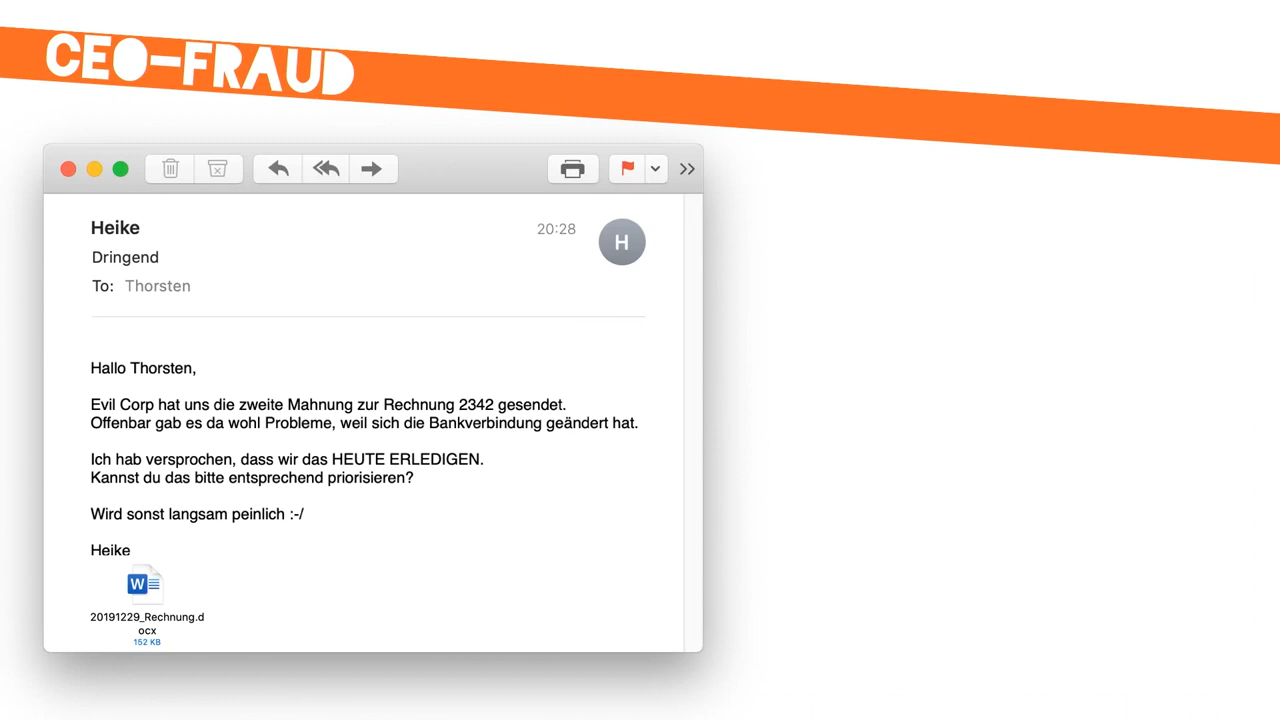 CEO-FRAUD
Heike
20:28
H
Dringend
To: Thorsten
Hallo Thorsten,
Evil Corp hat uns die zweite Mahnung zur Rechnung 2342 gesendet.
Offenbar gab es da wohl Probleme, weil sich die Bankverbindung geändert hat.
Ich hab versprochen, dass wir das HEUTE ERLEDIGEN.
Kannst du das bitte entsprechend priorisieren?
Wird sonst langsam peinlich :-/
Heike
W
20191229_Rechnung.d
ocx
152 KB